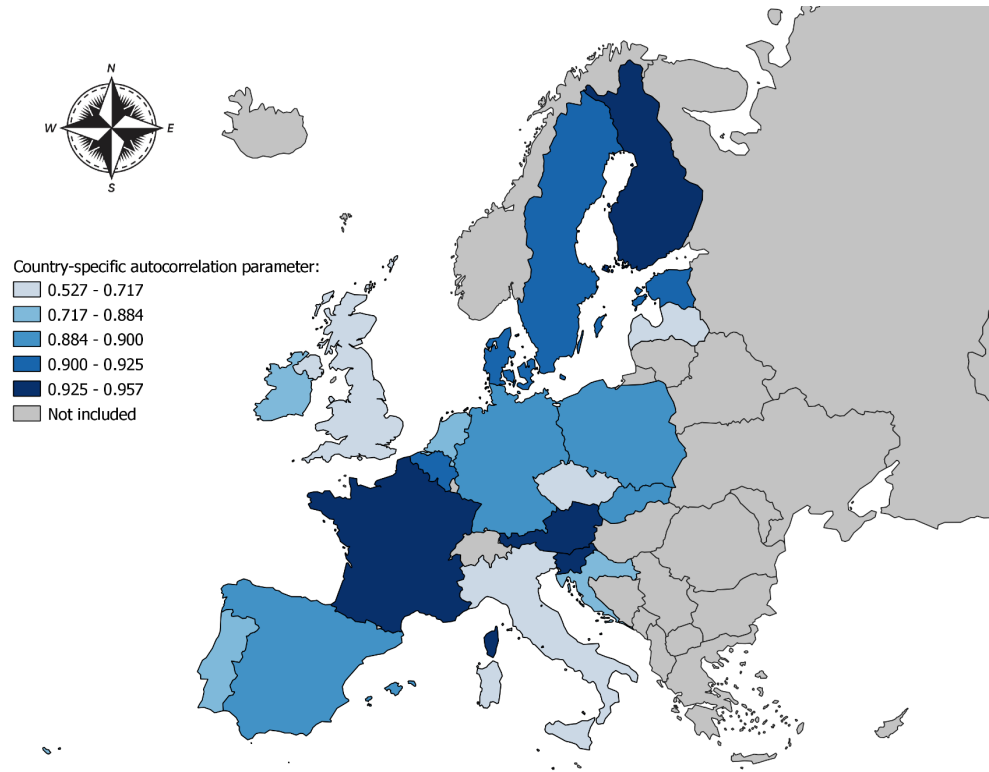 N
W
E
S
Country-specific autocorrelation parameter:
0.527 - 0.717
0.717 - 0.884
0.884 - 0.900
0.900 - 0.925
0.925 - 0.957
Not included